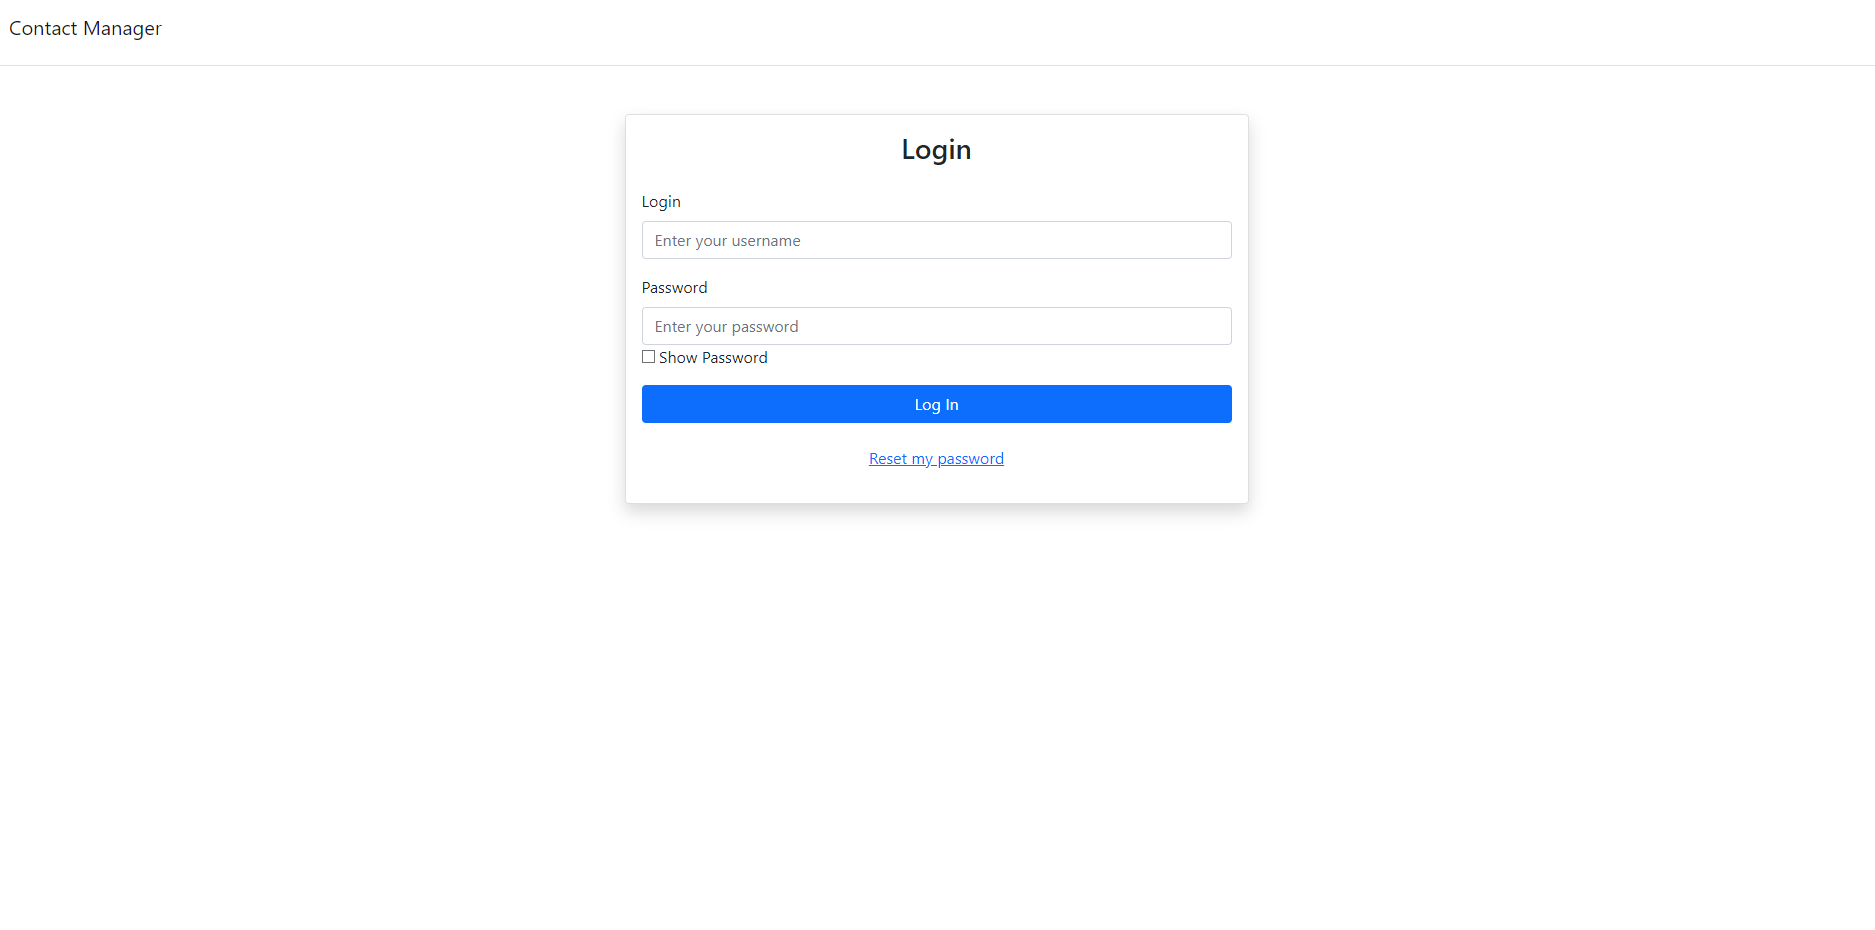 Contact Manager
Login
Login
Enter your username
Password
Enter your password
Show Password
Log In
Reset my password